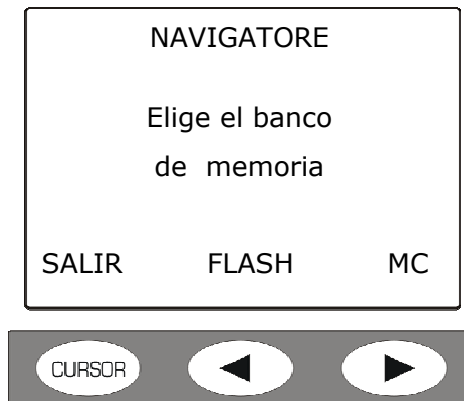 NAVIGATORE
Elige el banco
de memoria
SALIR FLASH MC
CURSOR